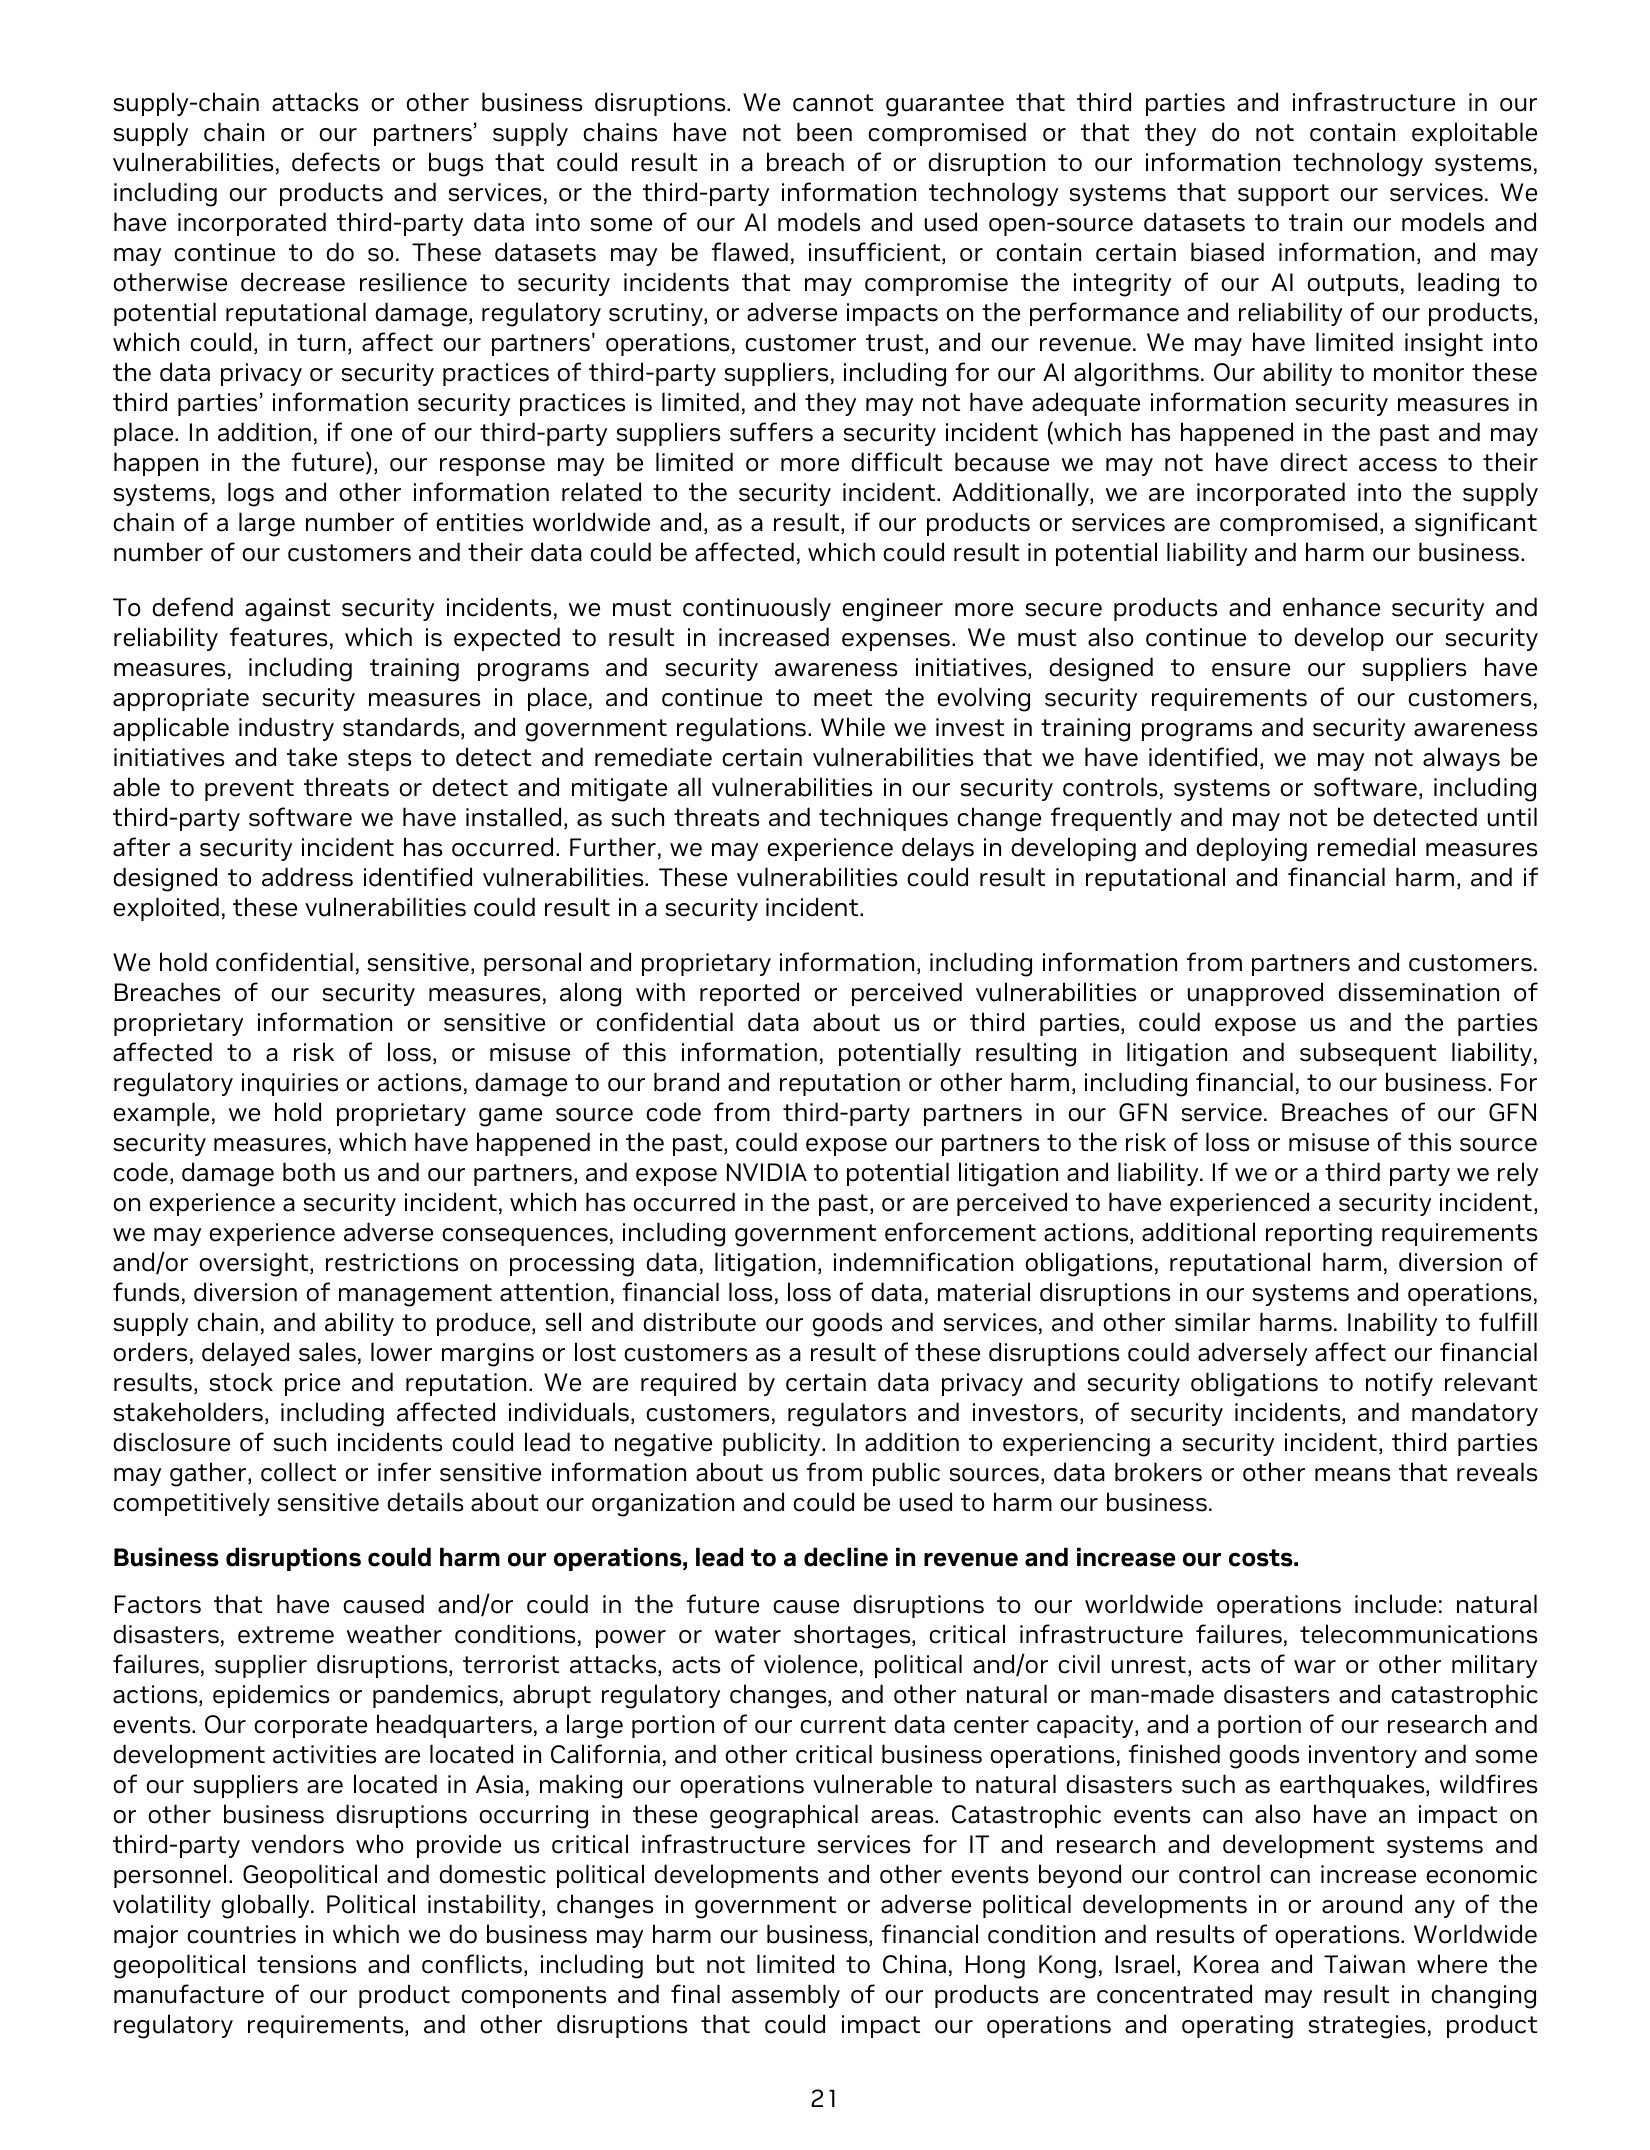 supply-chain attacks or other business disruptions. We cannot guarantee that third parties and infrastructure in our
supply chain or our partners’ supply chains have not been compromised or that they do not contain exploitable
vulnerabilities, defects or bugs that could result in a breach of or disruption to our information technology systems,
including our products and services, or the third-party information technology systems that support our services. We
have incorporated third-party data into some of our AI models and used open-source datasets to train our models and
may continue to do so. These datasets may be flawed, insufficient, or contain certain biased information, and may
otherwise decrease resilience to security incidents that may compromise the integrity of our AI outputs, leading to
potential reputational damage, regulatory scrutiny, or adverse impacts on the performance and reliability of our products,
which could, in turn, affect our partners' operations, customer trust, and our revenue. We may have limited insight into
the data privacy or security practices of third-party suppliers, including for our AI algorithms. Our ability to monitor these
third parties’ information security practices is limited, and they may not have adequate information security measures in
place. In addition, if one of our third-party suppliers suffers a security incident (which has happened in the past and may
happen in the future), our response may be limited or more difficult because we may not have direct access to their
systems, logs and other information related to the security incident. Additionally, we are incorporated into the supply
chain of a large number of entities worldwide and, as a result, if our products or services are compromised, a significant
number of our customers and their data could be affected, which could result in potential liability and harm our business.
To defend against security incidents, we must continuously engineer more secure products and enhance security and
reliability features, which is expected to result in increased expenses. We must also continue to develop our security
measures, including training programs and security awareness initiatives, designed to ensure our suppliers have
appropriate security measures in place, and continue to meet the evolving security requirements of our customers,
applicable industry standards, and government regulations. While we invest in training programs and security awareness
initiatives and take steps to detect and remediate certain vulnerabilities that we have identified, we may not always be
able to prevent threats or detect and mitigate all vulnerabilities in our security controls, systems or software, including
third-party software we have installed, as such threats and techniques change frequently and may not be detected until
after a security incident has occurred. Further, we may experience delays in developing and deploying remedial measures
designed to address identified vulnerabilities. These vulnerabilities could result in reputational and financial harm, and if
exploited, these vulnerabilities could result in a security incident.
We hold confidential, sensitive, personal and proprietary information, including information from partners and customers.
Breaches of our security measures, along with reported or perceived vulnerabilities or unapproved dissemination of
proprietary information or sensitive or confidential data about us or third parties, could expose us and the parties
affected to a risk of loss, or misuse of this information, potentially resulting in litigation and subsequent liability,
regulatory inquiries or actions, damage to our brand and reputation or other harm, including financial, to our business. For
example, we hold proprietary game source code from third-party partners in our GFN service. Breaches of our GFN
security measures, which have happened in the past, could expose our partners to the risk of loss or misuse of this source
code, damage both us and our partners, and expose NVIDIA to potential litigation and liability. If we or a third party we rely
on experience a security incident, which has occurred in the past, or are perceived to have experienced a security incident,
we may experience adverse consequences, including government enforcement actions, additional reporting requirements
and/or oversight, restrictions on processing data, litigation, indemnification obligations, reputational harm, diversion of
funds, diversion of management attention, financial loss, loss of data, material disruptions in our systems and operations,
supply chain, and ability to produce, sell and distribute our goods and services, and other similar harms. Inability to fulfill
orders, delayed sales, lower margins or lost customers as a result of these disruptions could adversely affect our financial
results, stock price and reputation. We are required by certain data privacy and security obligations to notify relevant
stakeholders, including affected individuals, customers, regulators and investors, of security incidents, and mandatory
disclosure of such incidents could lead to negative publicity. In addition to experiencing a security incident, third parties
may gather, collect or infer sensitive information about us from public sources, data brokers or other means that reveals
competitively sensitive details about our organization and could be used to harm our business.
Business disruptions could harm our operations, lead to a decline in revenue and increase our costs.
Factors that have caused and/or could in the future cause disruptions to our worldwide operations include: natural
disasters, extreme weather conditions, power or water shortages, critical infrastructure failures, telecommunications
failures, supplier disruptions, terrorist attacks, acts of violence, political and/or civil unrest, acts of war or other military
actions, epidemics or pandemics, abrupt regulatory changes, and other natural or man-made disasters and catastrophic
events. Our corporate headquarters, a large portion of our current data center capacity, and a portion of our research and
development activities are located in California, and other critical business operations, finished goods inventory and some
of our suppliers are located in Asia, making our operations vulnerable to natural disasters such as earthquakes, wildfires
or other business disruptions occurring in these geographical areas. Catastrophic events can also have an impact on
third-party vendors who provide us critical infrastructure services for IT and research and development systems and
personnel. Geopolitical and domestic political developments and other events beyond our control can increase economic
volatility globally. Political instability, changes in government or adverse political developments in or around any of the
major countries in which we do business may harm our business, financial condition and results of operations. Worldwide
geopolitical tensions and conflicts, including but not limited to China, Hong Kong, Israel, Korea and Taiwan where the
manufacture of our product components and final assembly of our products are concentrated may result in changing
regulatory requirements, and other disruptions that could impact our operations and operating strategies, product
21